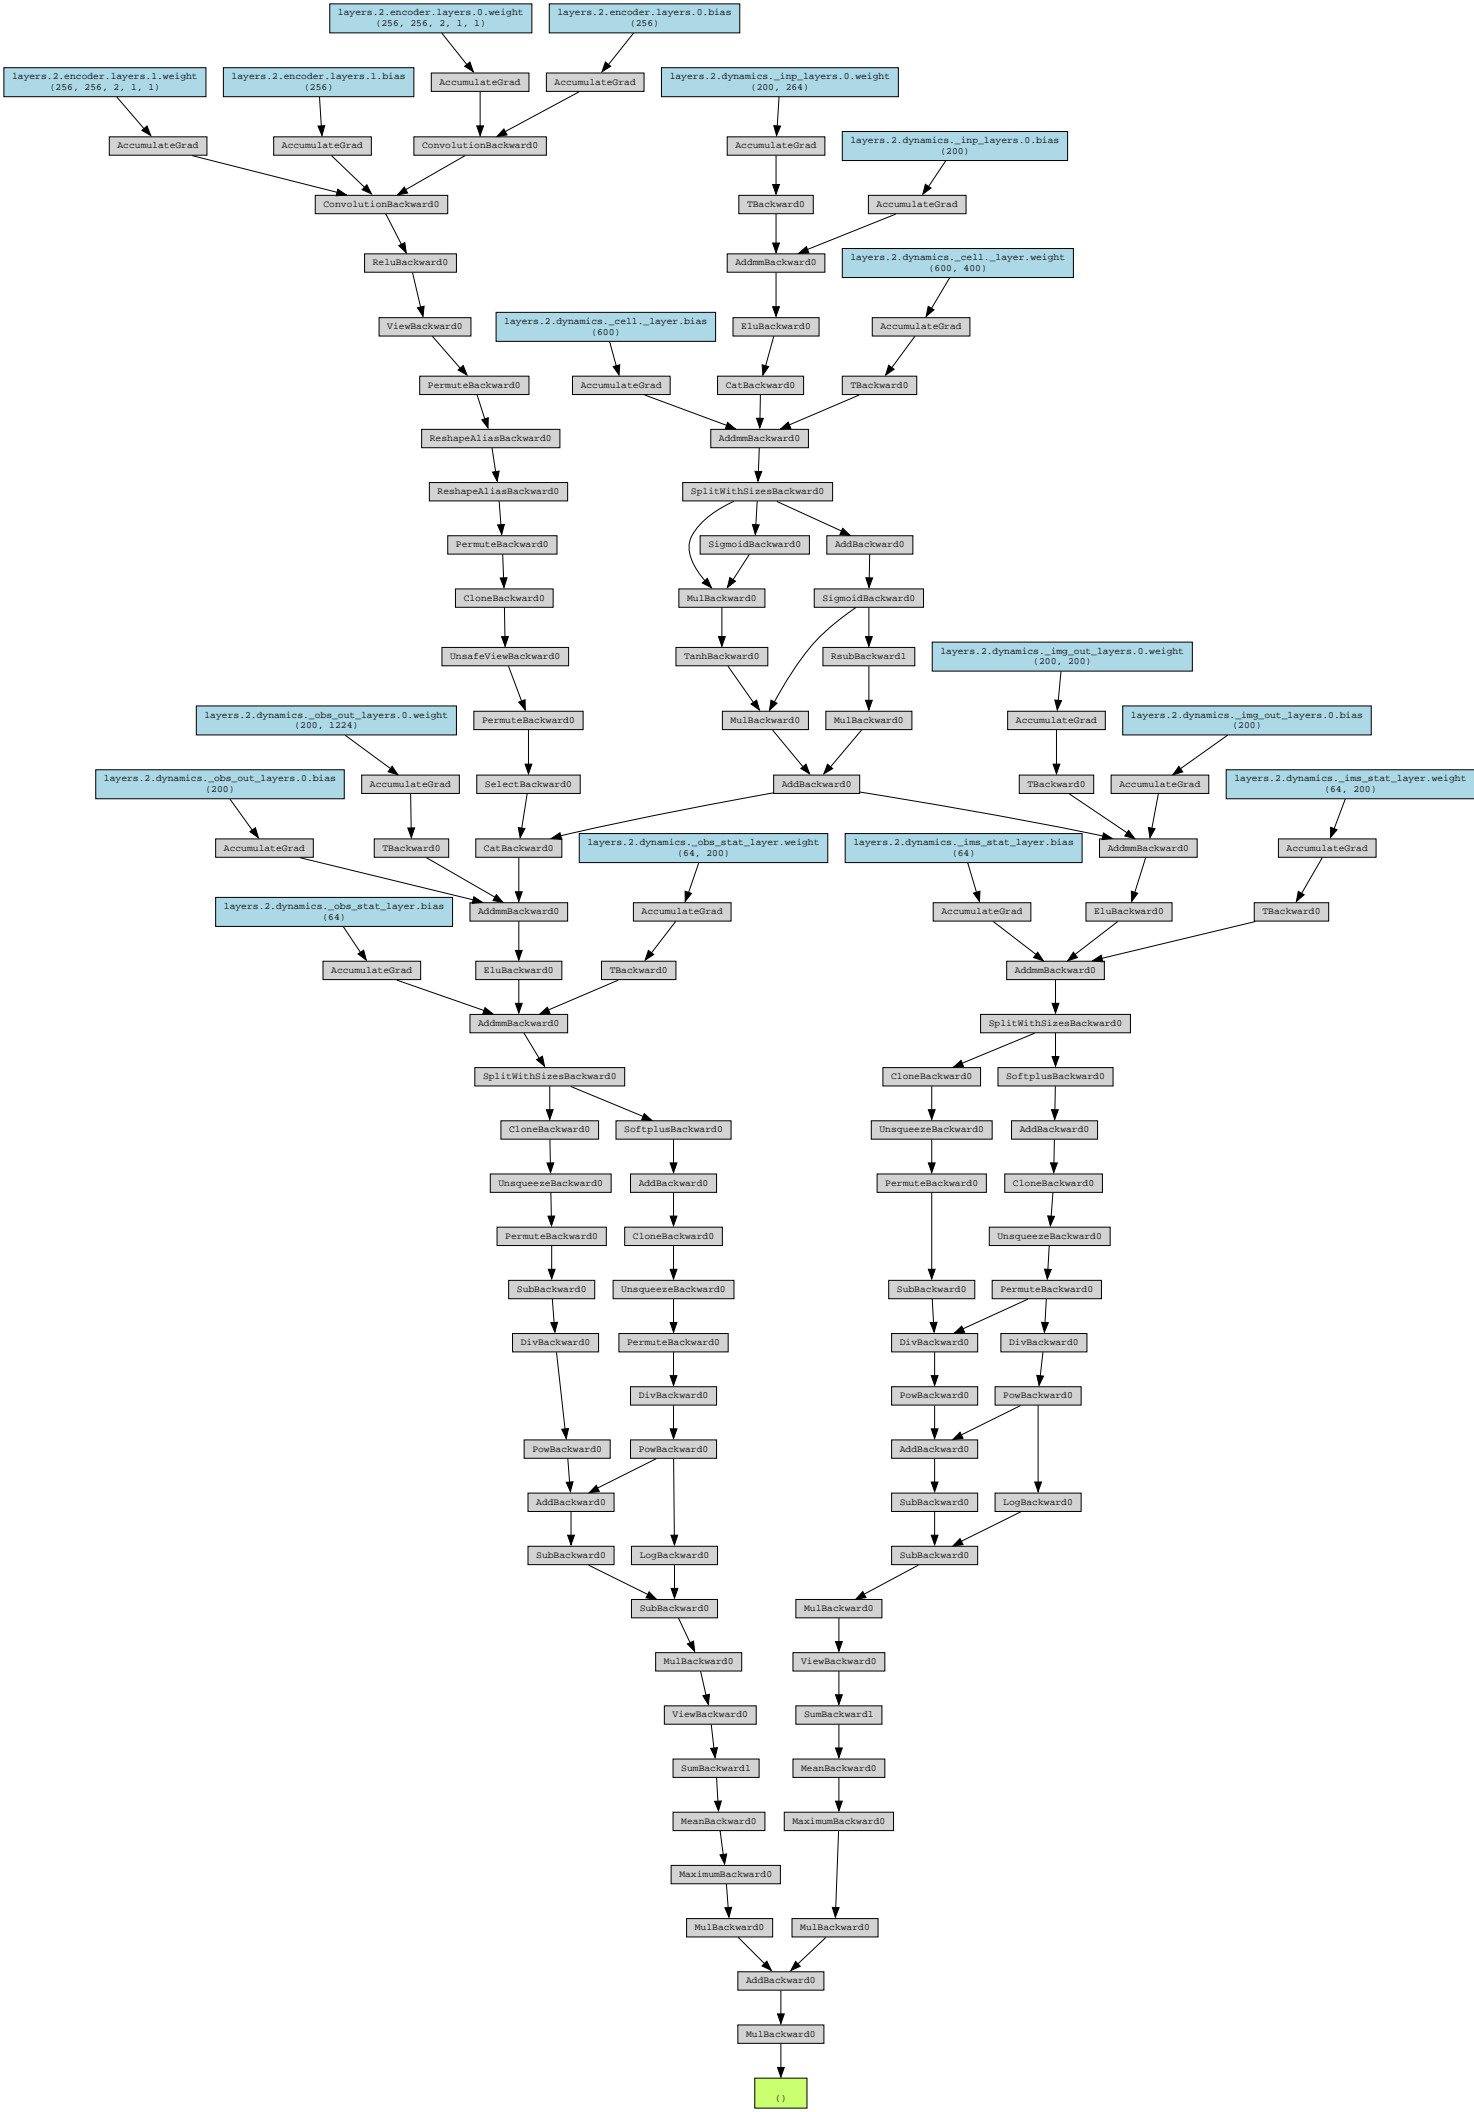 layers.2.encoder.layers.0.weight
(256, 256, 2, 1, 1)
layers.2.encoder.layers.0.bias
(256)
layers.2.encoder.layers.1.weight
(256, 256, 2, 1, 1)
layers.2.encoder.layers.1.bias
(256)
AccumulateGrad
AccumulateGrad
layers.2.dynamics._inp_layers.0.weight
(200, 264)
AccumulateGrad
AccumulateGrad
ConvolutionBackward0
AccumulateGrad
layers.2.dynamics._inp_layers.0.bias
(200)
ConvolutionBackward0
TBackward0
AccumulateGrad
ReluBackward0
AddmmBackward0
layers.2.dynamics._cell._layer.weight
(600, 400)
ViewBackward0
layers.2.dynamics._cell._layer.bias
(600)
EluBackward0
AccumulateGrad
PermuteBackward0
AccumulateGrad
CatBackward0
TBackward0
ReshapeAliasBackward0
AddmmBackward0
ReshapeAliasBackward0
SplitWithSizesBackward0
PermuteBackward0
SigmoidBackward0
AddBackward0
CloneBackward0
MulBackward0
SigmoidBackward0
UnsafeViewBackward0
TanhBackward0
RsubBackward1
layers.2.dynamics._img_out_layers.0.weight
(200, 200)
layers.2.dynamics._obs_out_layers.0.weight
(200, 1224)
PermuteBackward0
MulBackward0
MulBackward0
AccumulateGrad
layers.2.dynamics._img_out_layers.0.bias
(200)
layers.2.dynamics._obs_out_layers.0.bias
(200)
AccumulateGrad
SelectBackward0
AddBackward0
TBackward0
AccumulateGrad
layers.2.dynamics._ims_stat_layer.weight
(64, 200)
AccumulateGrad
TBackward0
CatBackward0
layers.2.dynamics._obs_stat_layer.weight
(64, 200)
layers.2.dynamics._ims_stat_layer.bias
(64)
AddmmBackward0
AccumulateGrad
layers.2.dynamics._obs_stat_layer.bias
(64)
AddmmBackward0
AccumulateGrad
AccumulateGrad
EluBackward0
TBackward0
AccumulateGrad
EluBackward0
TBackward0
AddmmBackward0
AddmmBackward0
SplitWithSizesBackward0
SplitWithSizesBackward0
CloneBackward0
SoftplusBackward0
CloneBackward0
SoftplusBackward0
UnsqueezeBackward0
AddBackward0
UnsqueezeBackward0
AddBackward0
PermuteBackward0
CloneBackward0
PermuteBackward0
CloneBackward0
UnsqueezeBackward0
SubBackward0
UnsqueezeBackward0
SubBackward0
PermuteBackward0
DivBackward0
PermuteBackward0
DivBackward0
DivBackward0
DivBackward0
PowBackward0
PowBackward0
PowBackward0
PowBackward0
AddBackward0
AddBackward0
SubBackward0
LogBackward0
SubBackward0
LogBackward0
SubBackward0
SubBackward0
MulBackward0
MulBackward0
ViewBackward0
ViewBackward0
SumBackward1
SumBackward1
MeanBackward0
MeanBackward0
MaximumBackward0
MaximumBackward0
MulBackward0
MulBackward0
AddBackward0
MulBackward0
()